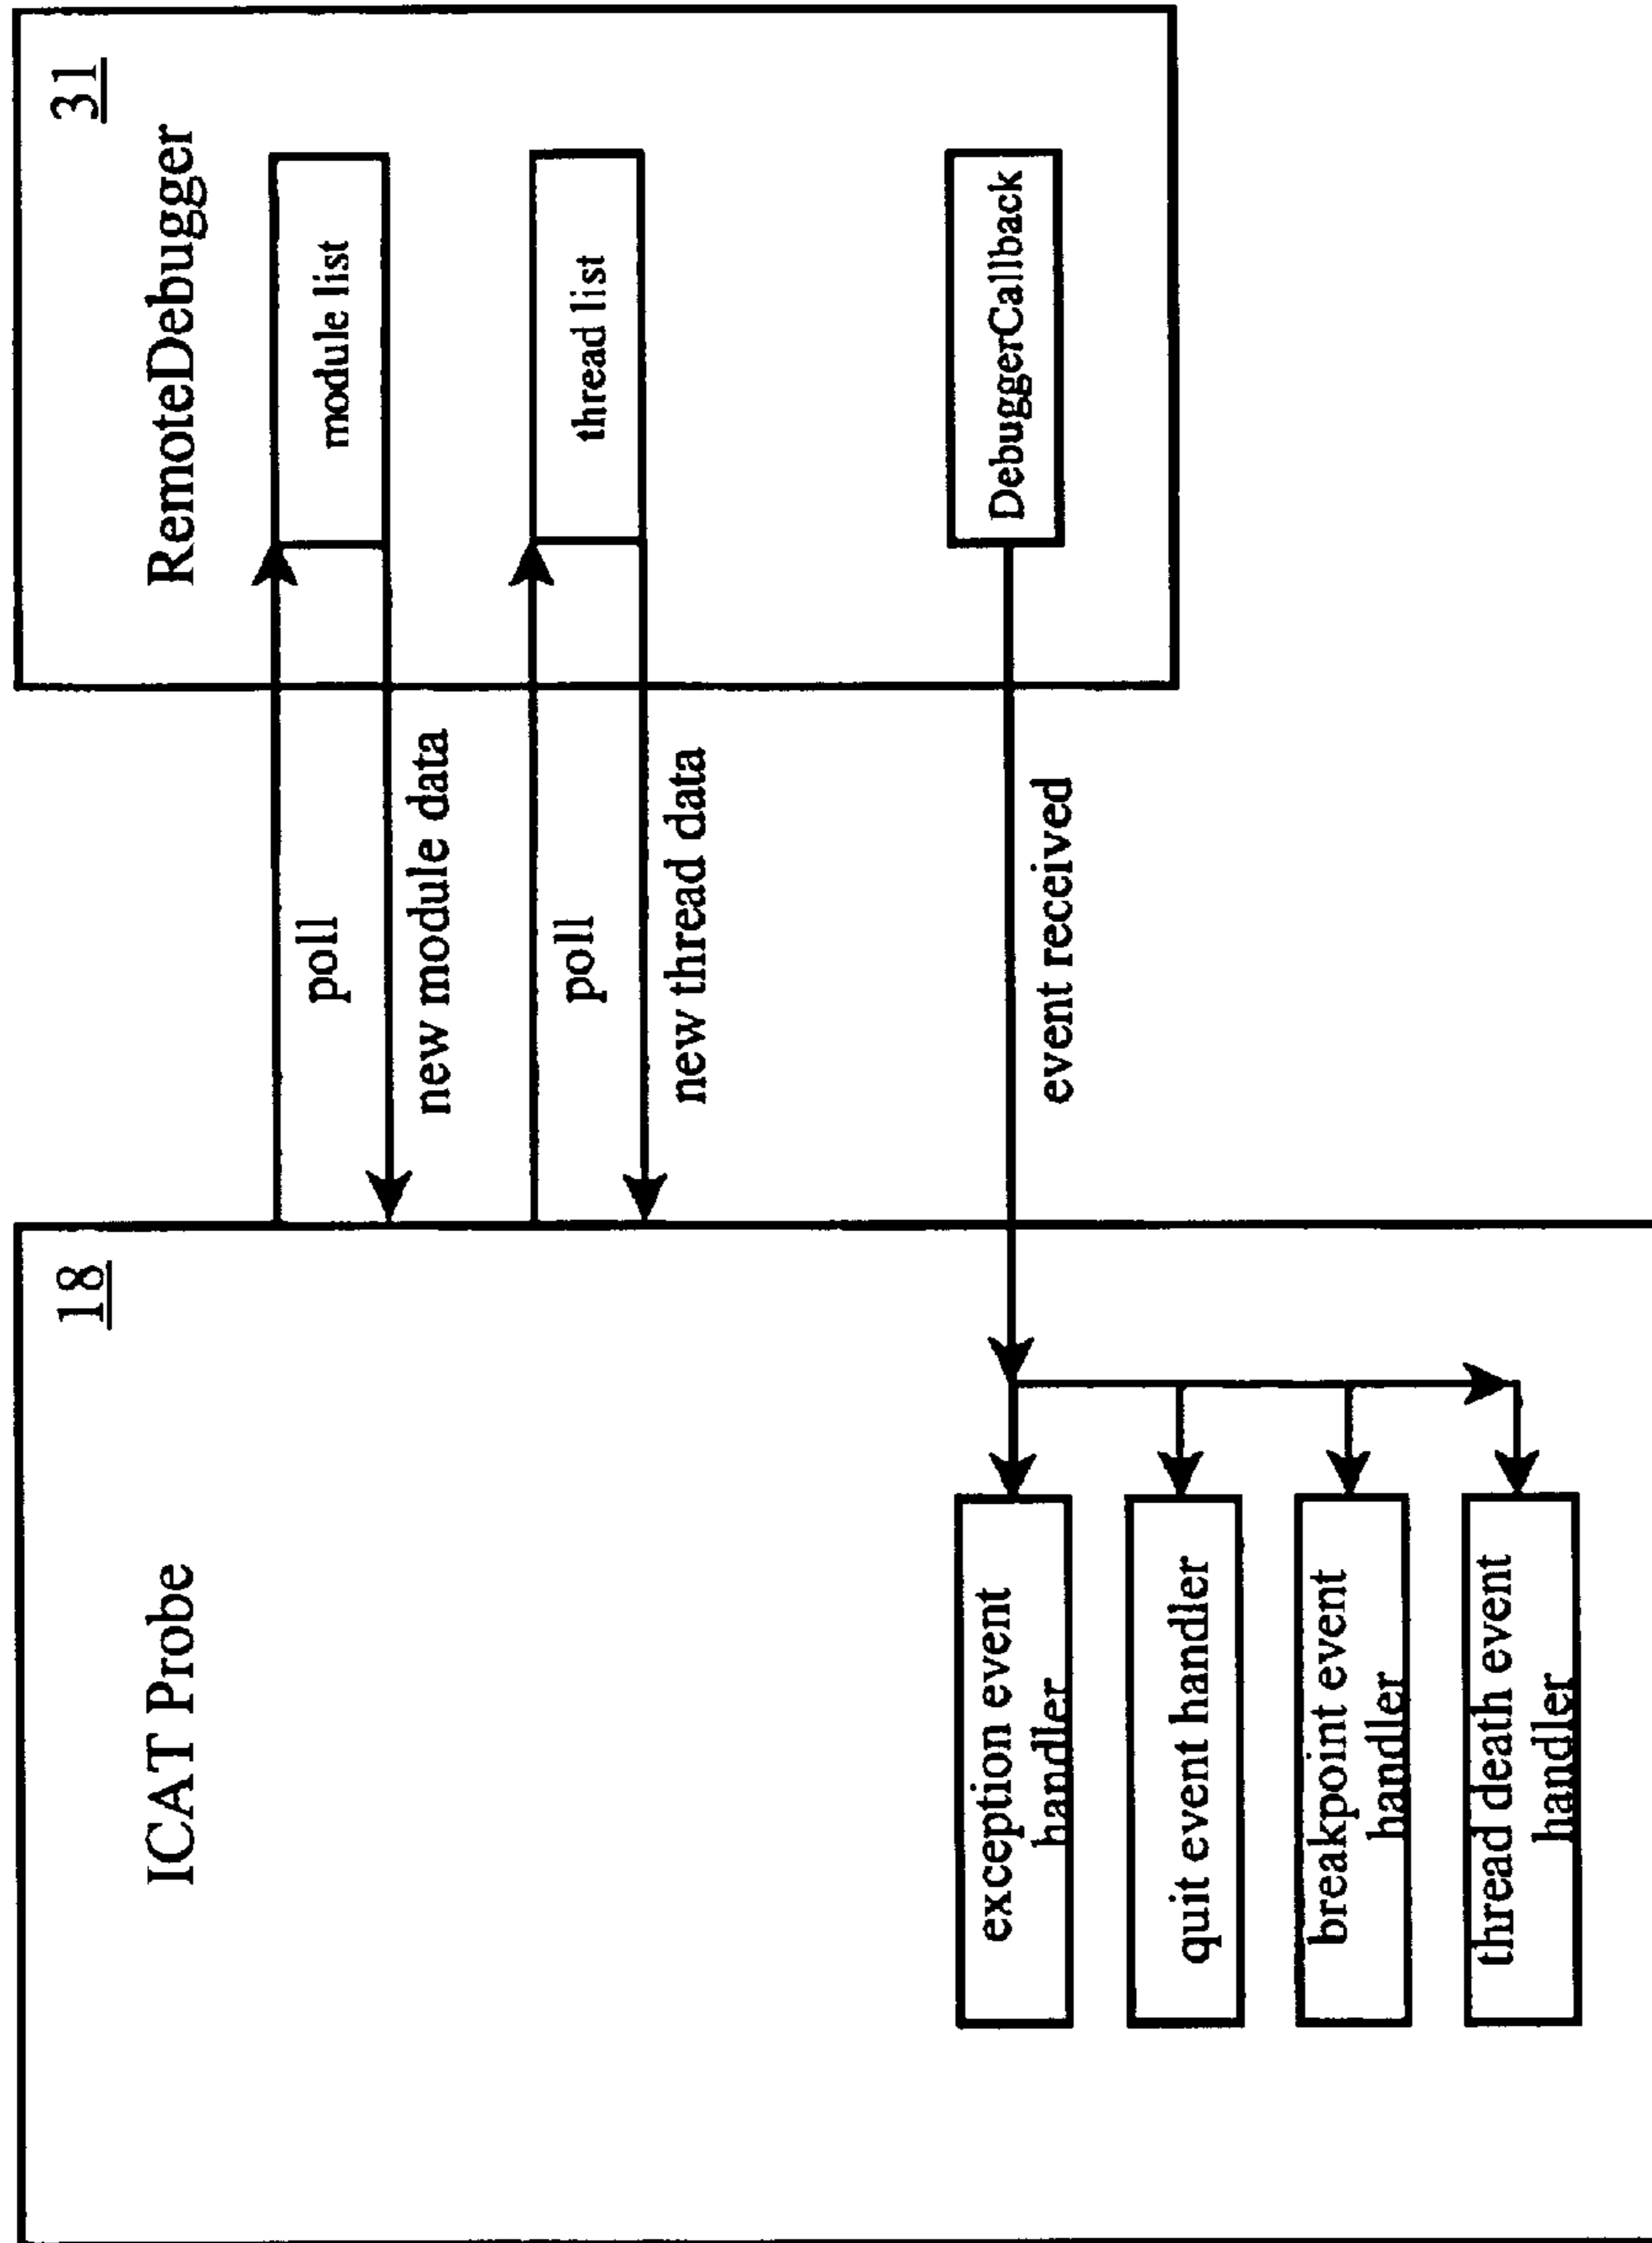 ICAT Probe
18
exception event
handler
quit event handler
breakpoint event
handler
thread death event
handler
poll
new module data
poll
new thread data
event received
RemoteDebugger
31
module list
thread list
DebuggerCallback